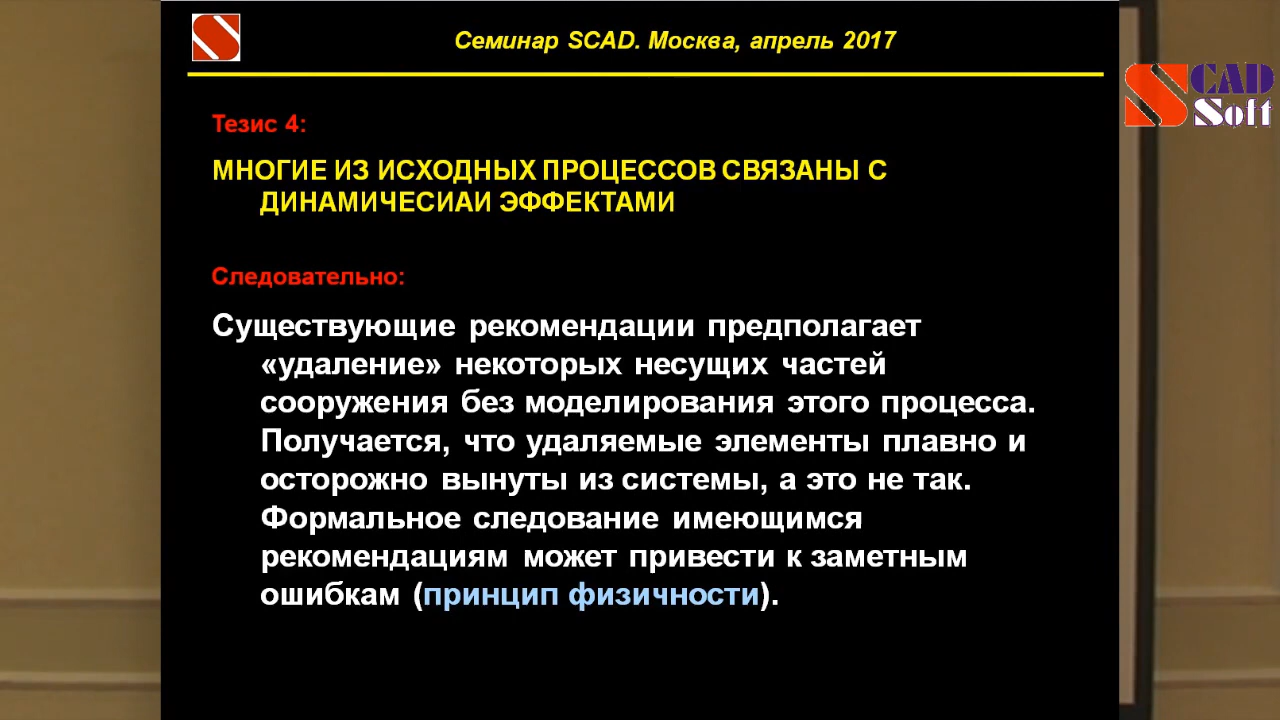 Семинар SCAD. Москва, апрель 2017
SCAD
Soft
Тезис 4:
МНОГИЕ ИЗ ИСХОДНЫХ ПРОЦЕССОВ СВЯЗАНЫ С
ДИНАМИЧЕСИАИ ЭФФЕКТАМИ
Следовательно:
Существующие рекомендации предполагает
«удаление» некоторых несущих частей
сооружения без моделирования этого процесса.
Получается, что удаляемые элементы плавно и
осторожно вынуты из системы, а это не так.
Формальное следование имеющимся
рекомендациям может привести к заметным
ошибкам (принцип физичности).